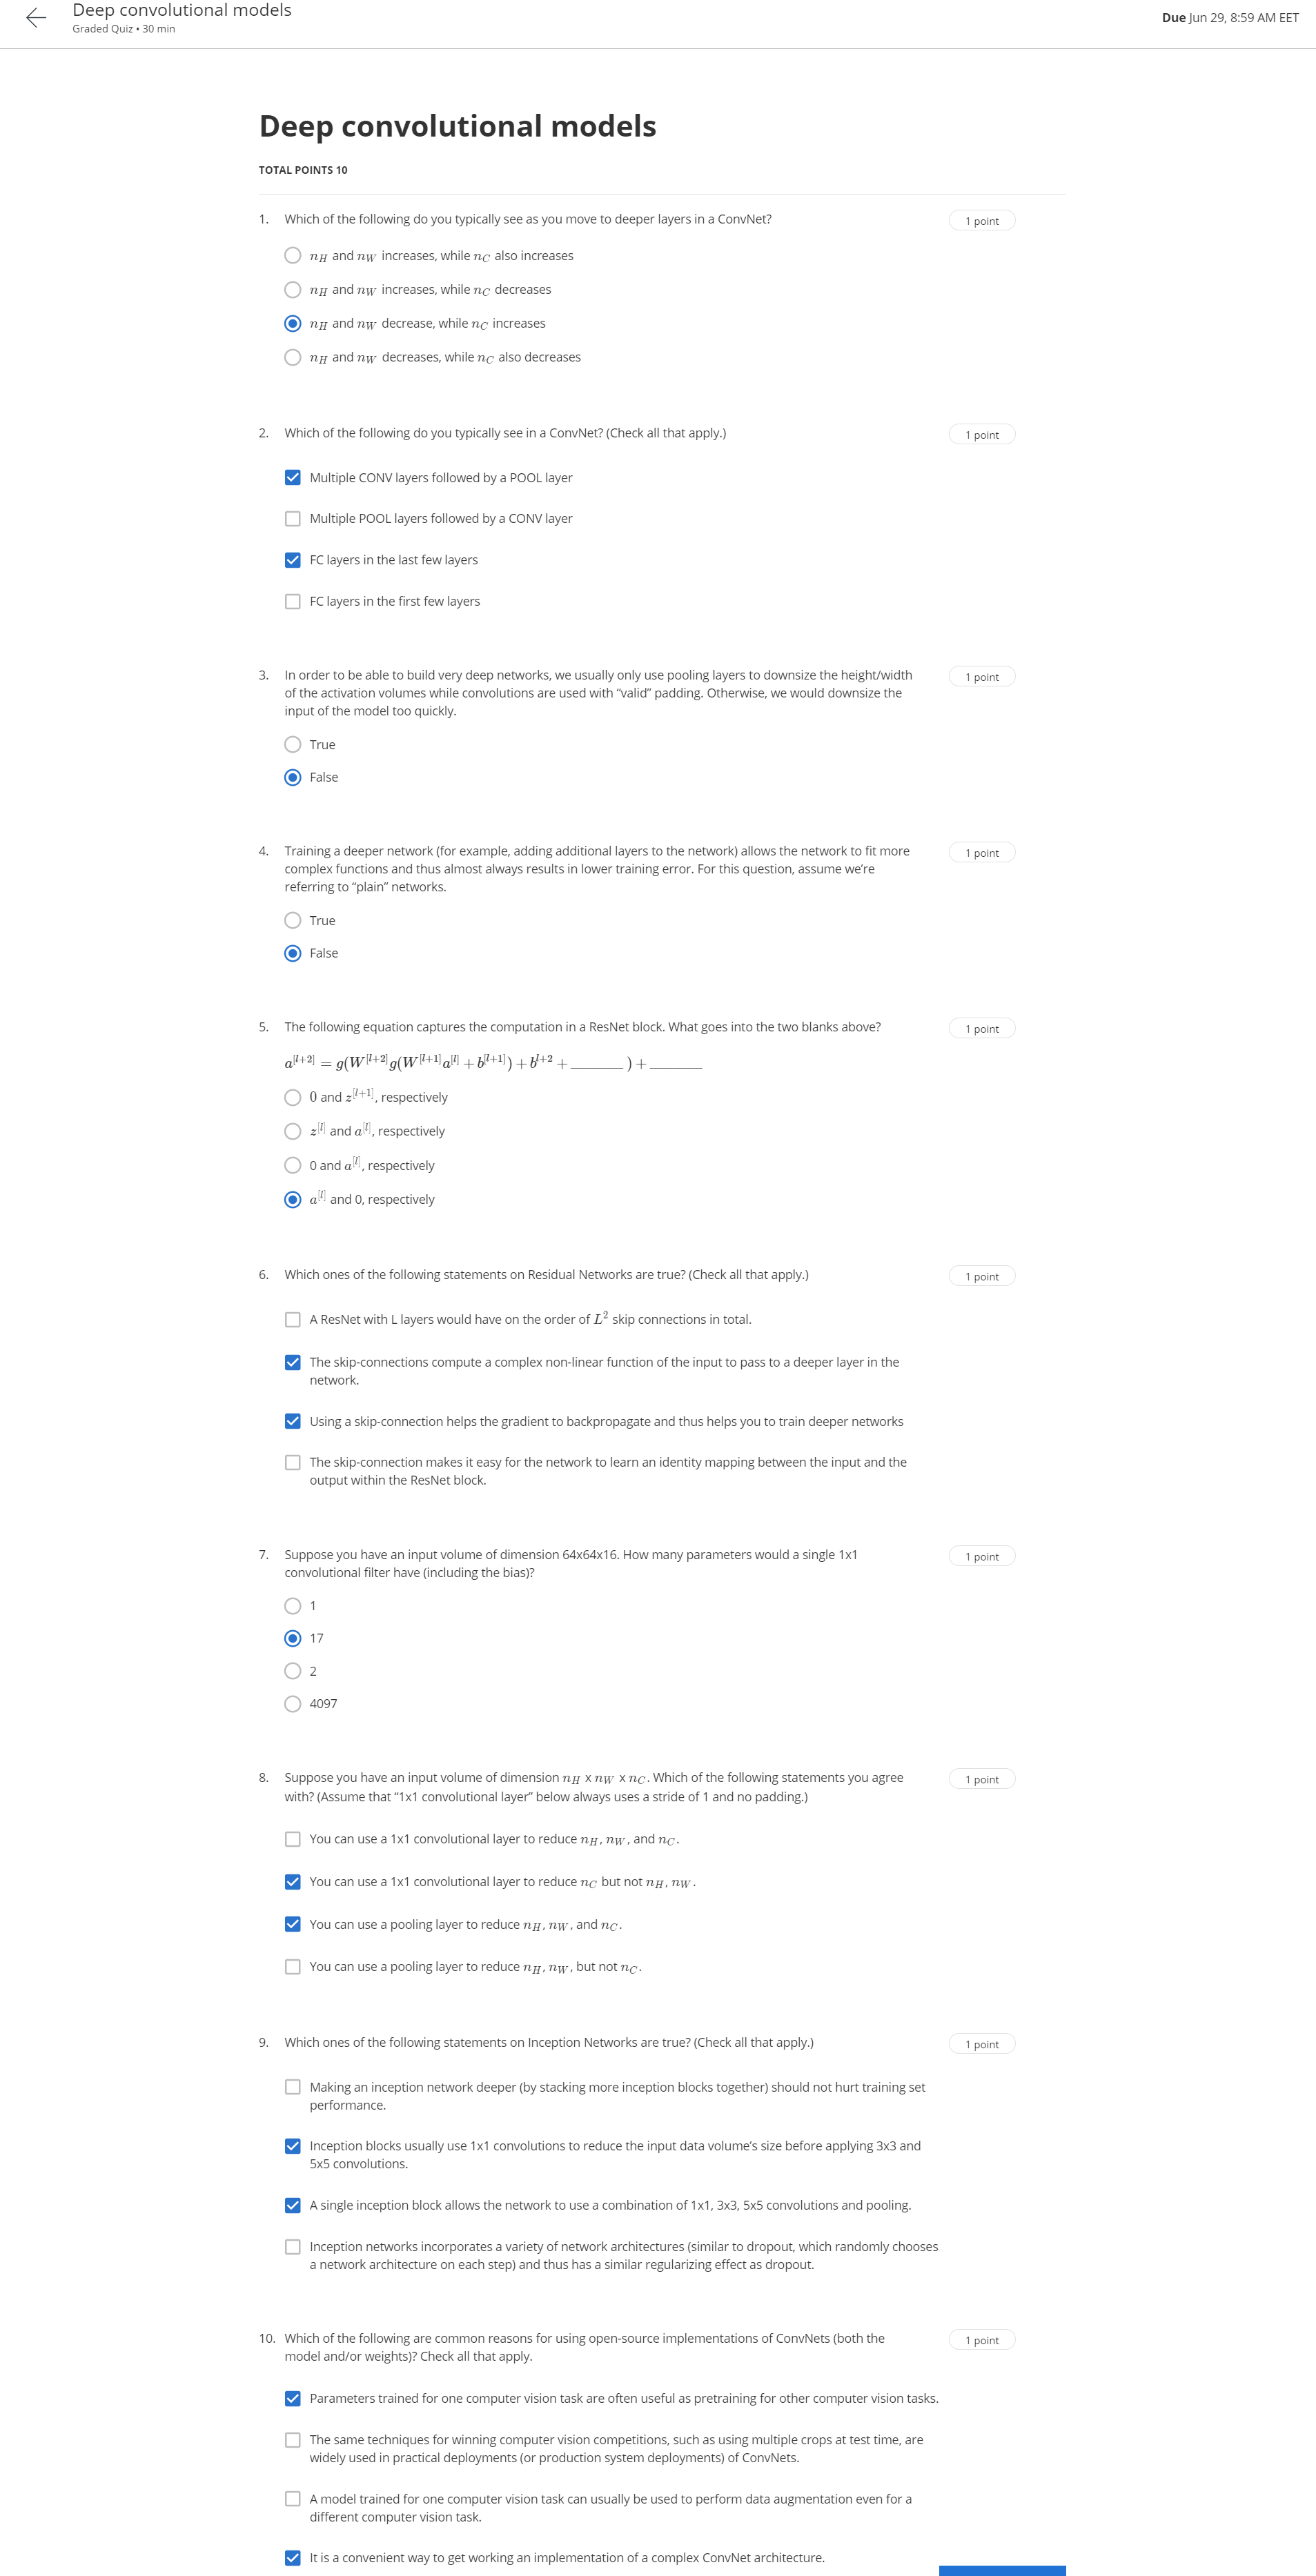 Deep convolutional models
Graded Quiz • 30 min
Due Jun 29, 8:59 AM EET
Deep convolutional models
TOTAL POINTS 10
1. Which of the following do you typically see as you move to deeper layers in a ConvNet?
1 point
n_H and n_W increases, while n_C also increases
n_H and n_W increases, while n_C decreases
n_H and n_W decrease, while n_C increases
n_H and n_W decreases, while n_C also decreases
2. Which of the following do you typically see in a ConvNet? (Check all that apply.)
1 point
Multiple CONV layers followed by a POOL layer
Multiple POOL layers followed by a CONV layer
FC layers in the last few layers
FC layers in the first few layers
3. In order to be able to build very deep networks, we usually only use pooling layers to downsize the height/width
of the activation volumes while convolutions are used with “valid” padding. Otherwise, we would downsize the
input of the model too quickly.
1 point
True
False
4. Training a deeper network (for example, adding additional layers to the network) allows the network to fit more
complex functions and thus almost always results in lower training error. For this question, assume we’re
referring to “plain” networks.
1 point
True
False
5. The following equation captures the computation in a ResNet block. What goes into the two blanks above?
1 point
a^[l+2] = g(W^[l+2] g(W^[l+1] a^[l] + b^[l+1]) + b^l+2 + _______ ) + _______
0 and z^[l+1], respectively
z^[l] and a^[l], respectively
0 and a^[l], respectively
a^[l] and 0, respectively
6. Which ones of the following statements on Residual Networks are true? (Check all that apply.)
1 point
A ResNet with L layers would have on the order of L^2 skip connections in total.
The skip-connections compute a complex non-linear function of the input to pass to a deeper layer in the
network.
Using a skip-connection helps the gradient to backpropagate and thus helps you to train deeper networks
The skip-connection makes it easy for the network to learn an identity mapping between the input and the
output within the ResNet block.
7. Suppose you have an input volume of dimension 64x64x16. How many parameters would a single 1x1
convolutional filter have (including the bias)?
1 point
1
17
2
4097
8. Suppose you have an input volume of dimension n_H x n_W x n_C. Which of the following statements you agree
with? (Assume that “1x1 convolutional layer” below always uses a stride of 1 and no padding.)
1 point
You can use a 1x1 convolutional layer to reduce n_H, n_W, and n_C.
You can use a 1x1 convolutional layer to reduce n_C but not n_H, n_W.
You can use a pooling layer to reduce n_H, n_W, and n_C.
You can use a pooling layer to reduce n_H, n_W, but not n_C.
9. Which ones of the following statements on Inception Networks are true? (Check all that apply.)
1 point
Making an inception network deeper (by stacking more inception blocks together) should not hurt training set
performance.
Inception blocks usually use 1x1 convolutions to reduce the input data volume’s size before applying 3x3 and
5x5 convolutions.
A single inception block allows the network to use a combination of 1x1, 3x3, 5x5 convolutions and pooling.
Inception networks incorporates a variety of network architectures (similar to dropout, which randomly chooses
a network architecture on each step) and thus has a similar regularizing effect as dropout.
10. Which of the following are common reasons for using open-source implementations of ConvNets (both the
model and/or weights)? Check all that apply.
1 point
Parameters trained for one computer vision task are often useful as pretraining for other computer vision tasks.
The same techniques for winning computer vision competitions, such as using multiple crops at test time, are
widely used in practical deployments (or production system deployments) of ConvNets.
A model trained for one computer vision task can usually be used to perform data augmentation even for a
different computer vision task.
It is a convenient way to get working an implementation of a complex ConvNet architecture.